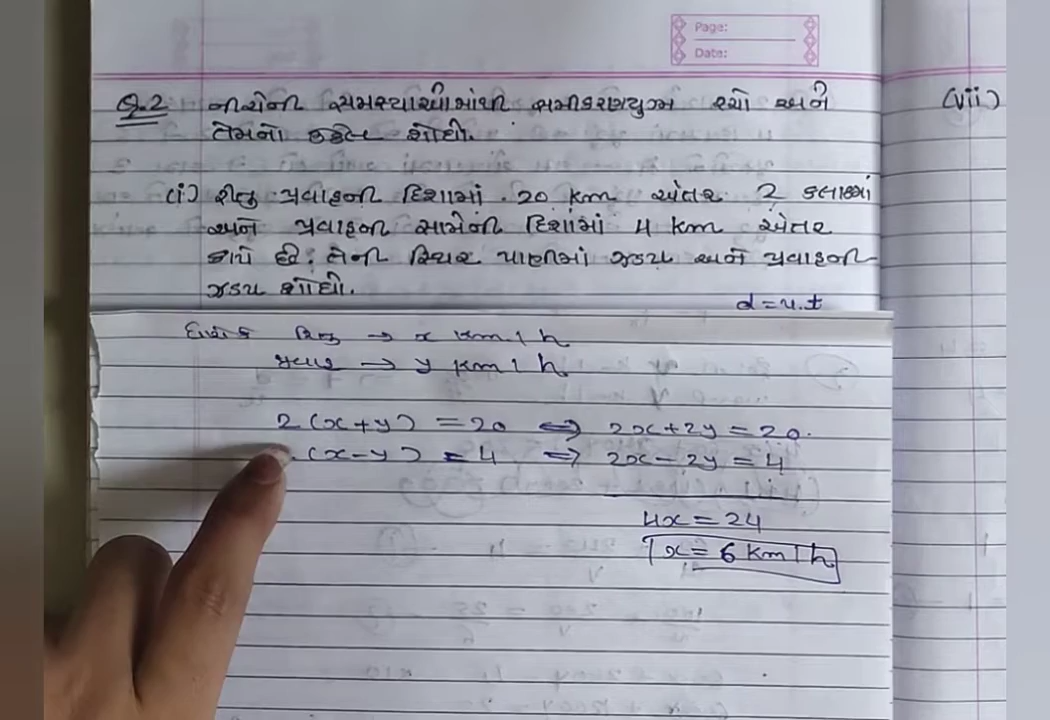 Page:
Date:
Q.2 નીચેની સમસ્યાઓમાંથી સમીકરણયુગ્મ રચો અને (vii)
તેમનો ઉકેલ શોધો.
(i) રીતુ પ્રવાહની દિશામાં 20 km અંતર 2 કલાકમાં
અને પ્રવાહની સામેની દિશામાં 4 km અંતર
કાપે છે. તેની સ્થિર પાણીમાં ઝડપ અને પ્રવાહની
ઝડપ શોધો.
d = v.t
ધારો કે રિતુ → x km/h
પ્રવાહ → y km/h
2(x+y) = 20 ⇔ 2x+2y = 20.
(x-y) = 4 ⇒ 2x - 2y = 4
4x = 24
x = 6 km/h